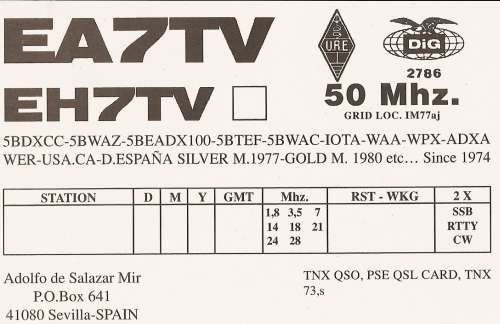 EA7TV
URE
DiG
2786
EH7TV
50 Mhz.
GRID LOC. IM77aj
5BDXCC-5BWAZ-5BEADX100-5BTEF-5BWAC-IOTA-WAA-WPX-ADXA
WER-USA.CA-D.ESPAÑA SILVER M.1977-GOLD M. 1980 etc... Since 1974
STATION D M Y GMT Mhz. RST - WKG 2 X
1,8 3,5 7 SSB
14 18 21 RTTY
24 28 CW
Adolfo de Salazar Mir
P.O.Box 641
41080 Sevilla-SPAIN
TNX QSO, PSE QSL CARD, TNX
73,s